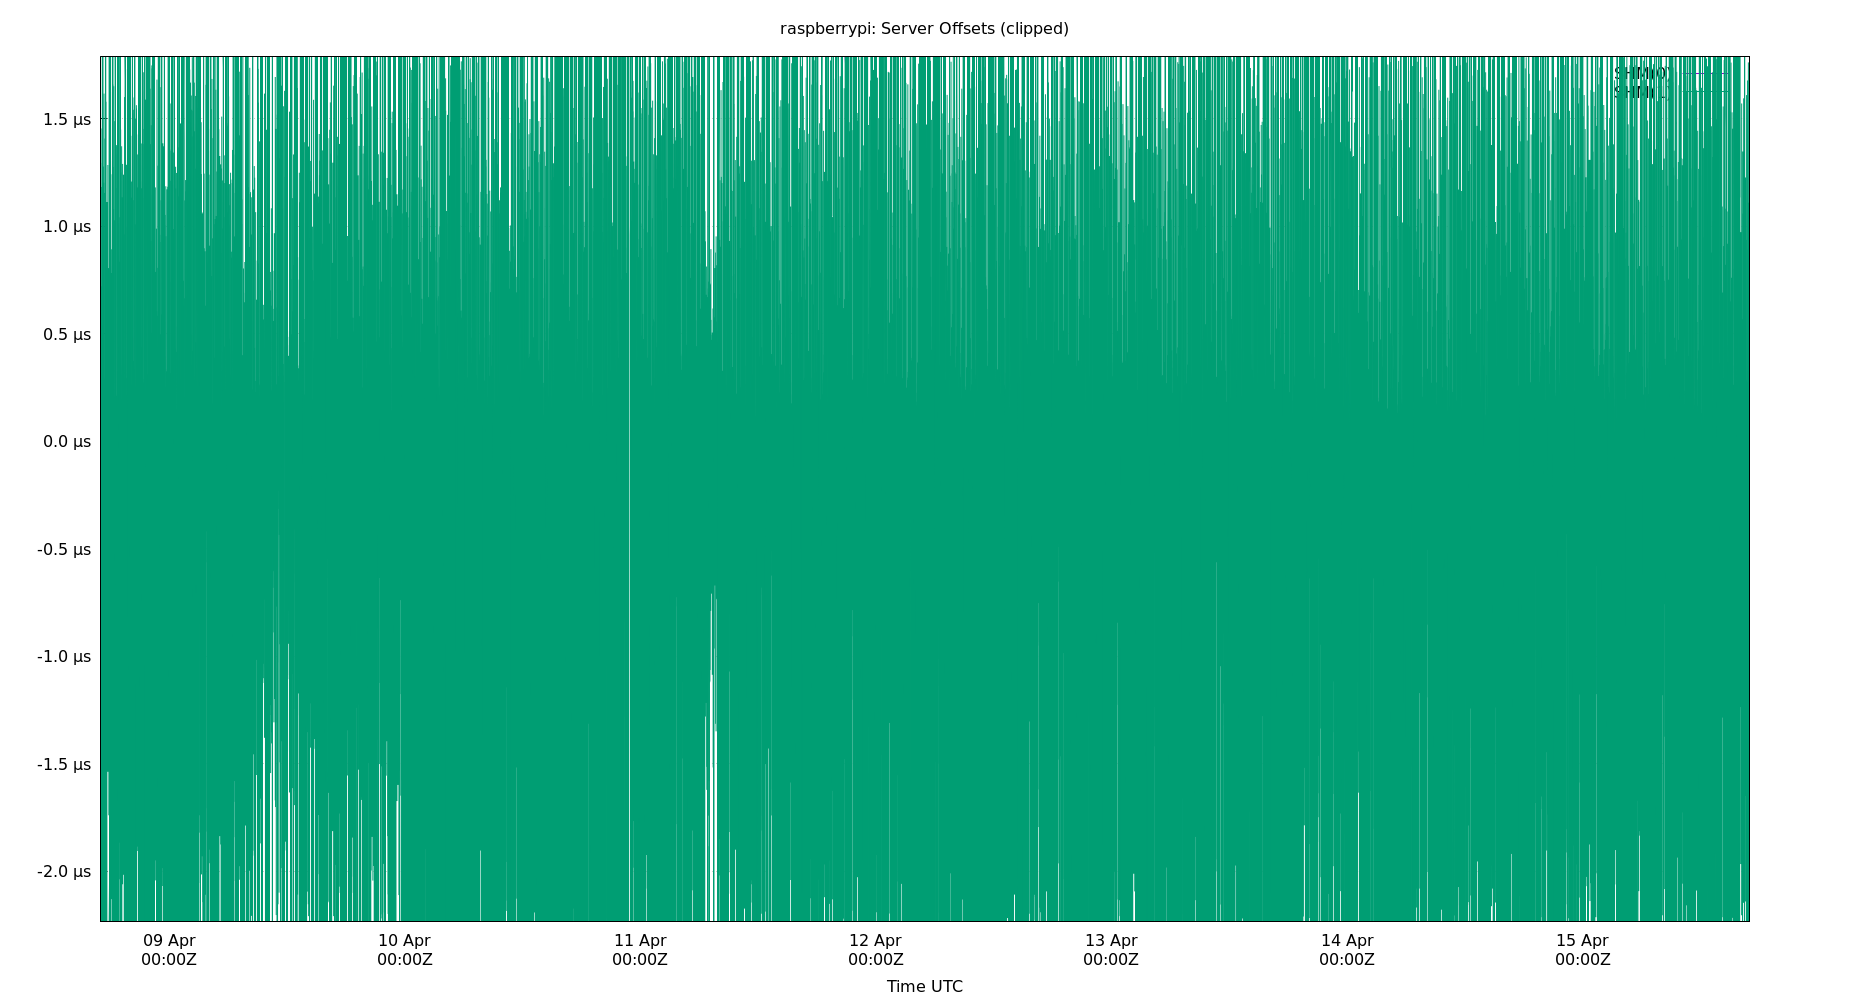 raspberrypi: Server Offsets (clipped)
SHM(0)
1.5 µs
1.0 µs
0.5 µs
0.0 µs
-0.5 µs
-1.0 µs
-1.5 µs
-2.0 µs
09 Apr 10 Apr 11 Apr 12 Apr 13 Apr 14 Apr 15 Apr
00:00Z 00:00Z 00:00Z 00:00Z 00:00Z 00:00Z 00:00Z
Time UTC